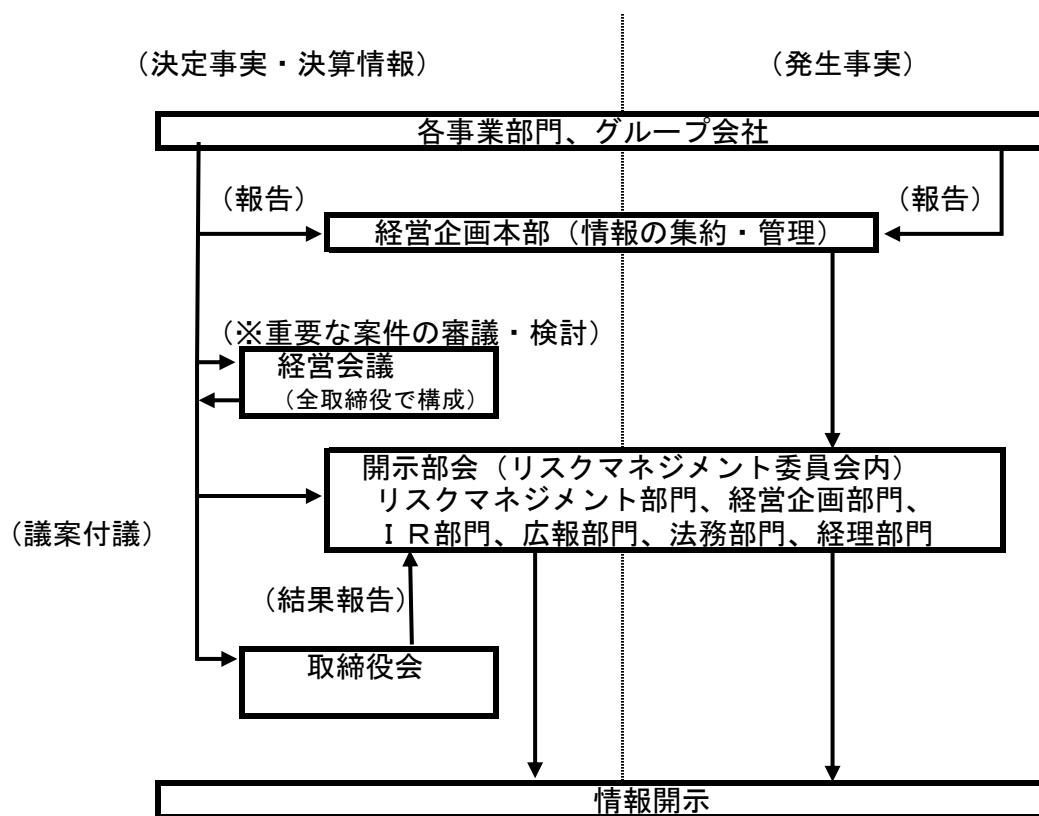 （決定事実・決算情報）
（発生事実）
各事業部門、グループ会社
（報告）
（報告）
経営企画本部（情報の集約・管理）
（※重要な案件の審議・検討）
経営会議
（全取締役で構成）
開示部会（リスクマネジメント委員会内）
リスクマネジメント部門、経営企画部門、
ＩＲ部門、広報部門、法務部門、経理部門
（議案付議）
（結果報告）
取締役会
情報開示